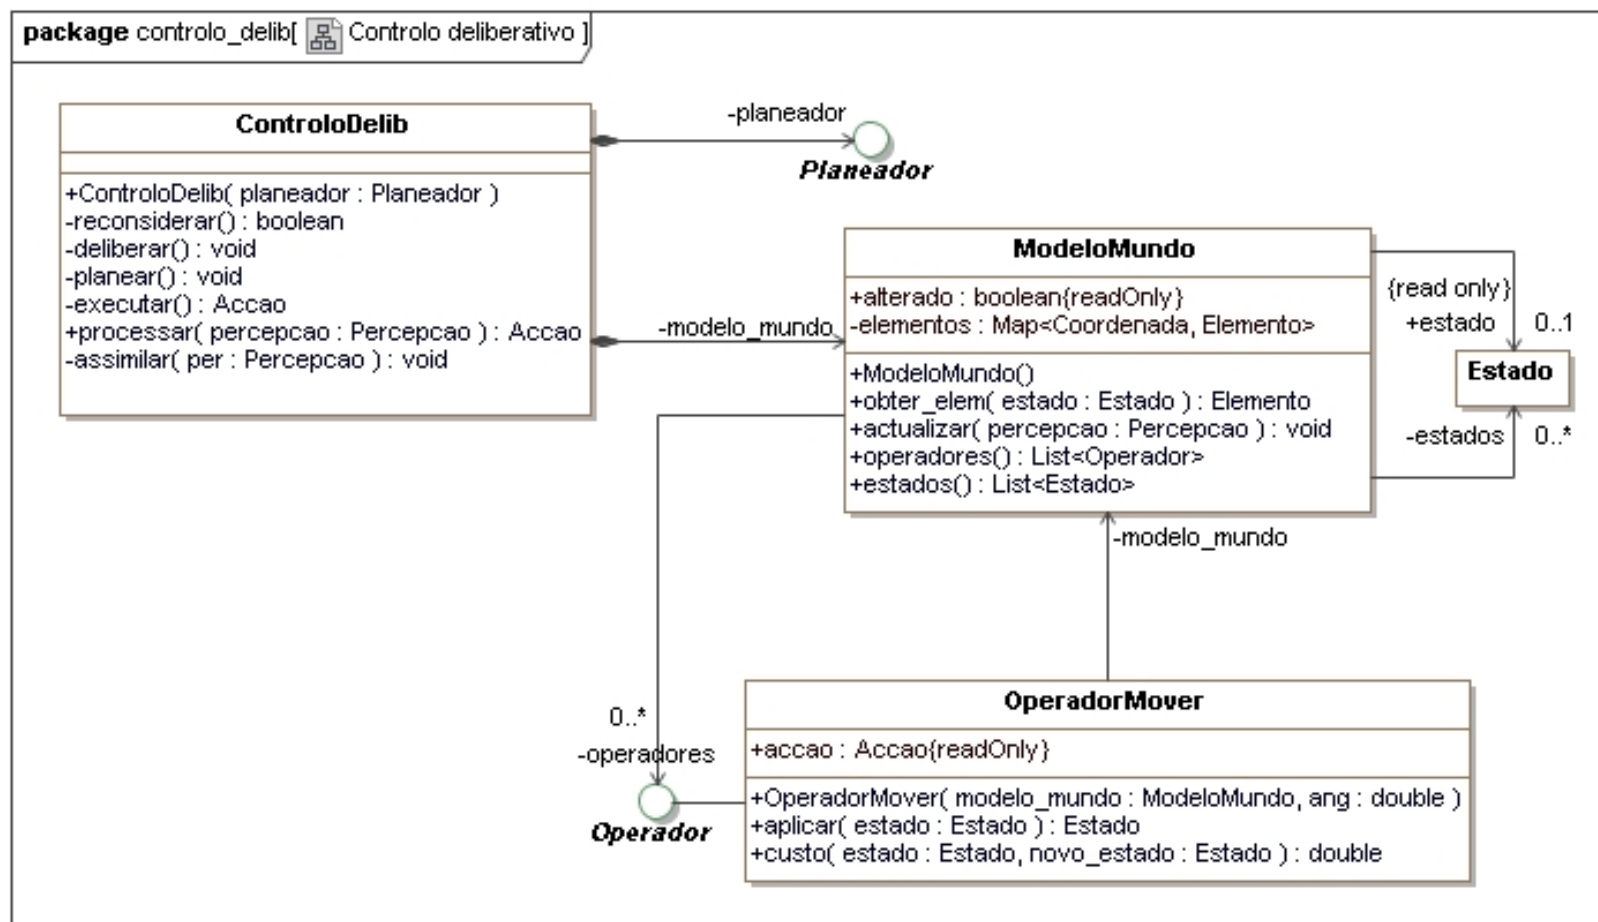 package controlo_delib[ Controlo deliberativo ]
ControloDelib
+ControloDelib( planeador : Planeador )
-reconsiderar() : boolean
-deliberar() : void
-planear() : void
-executar() : Accao
+processar( percepcao : Percepcao ) : Accao
-assimilar( per : Percepcao ) : void
-planeador
Planeador
-modelo_mundo
ModeloMundo
+alterado : boolean{readOnly}
-elementos : Map<Coordenada, Elemento>
+ModeloMundo()
+obter_elem( estado : Estado ) : Elemento
+actualizar( percepcao : Percepcao ) : void
+operadores() : List<Operador>
+estados() : List<Estado>
{read only}
+estado 0..1
Estado
-estados 0..*
-modelo_mundo
0..*
-operadores
Operador
OperadorMover
+accao : Accao{readOnly}
+OperadorMover( modelo_mundo : ModeloMundo, ang : double )
+aplicar( estado : Estado ) : Estado
+custo( estado : Estado, novo_estado : Estado ) : double